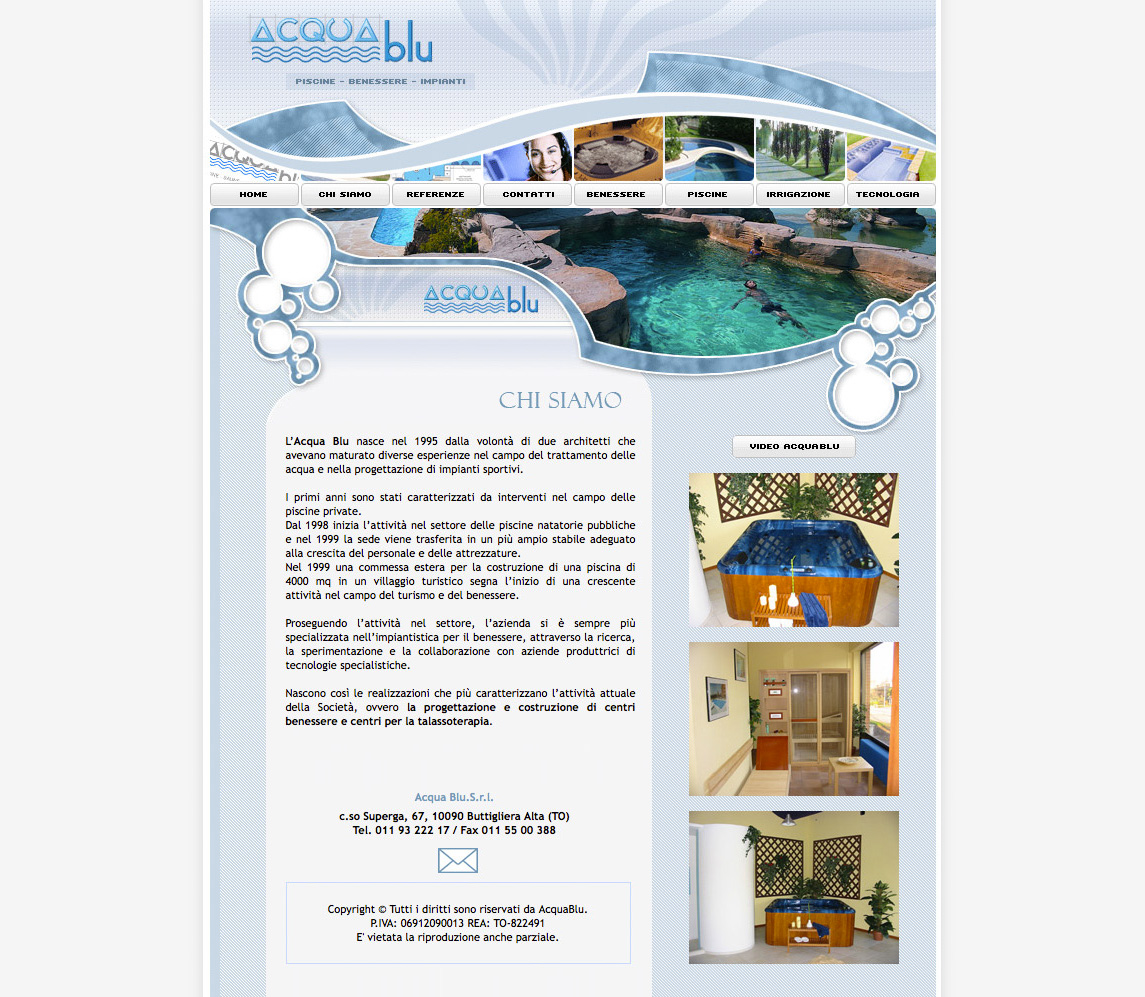 ACQUA blu
PISCINE - BENESSERE - IMPIANTI
ACQUA
HOME
CHI SIAMO
REFERENZE
CONTATTI
BENESSERE
PISCINE
IRRIGAZIONE
TECNOLOGIA
ACQUA blu
CHI SIAMO
L’Acqua Blu nasce nel 1995 dalla volontà di due architetti che
avevano maturato diverse esperienze nel campo del trattamento delle
acqua e nella progettazione di impianti sportivi.
I primi anni sono stati caratterizzati da interventi nel campo delle
piscine private.
Dal 1998 inizia l’attività nel settore delle piscine natatorie pubbliche
e nel 1999 la sede viene trasferita in un più ampio stabile adeguato
alla crescita del personale e delle attrezzature.
Nel 1999 una commessa estera per la costruzione di una piscina di
4000 mq in un villaggio turistico segna l’inizio di una crescente
attività nel campo del turismo e del benessere.
Proseguendo l’attività nel settore, l’azienda si è sempre più
specializzata nell’impiantistica per il benessere, attraverso la ricerca,
la sperimentazione e la collaborazione con aziende produttrici di
tecnologie specialistiche.
Nascono così le realizzazioni che più caratterizzano l’attività attuale
della Società, ovvero la progettazione e costruzione di centri
benessere e centri per la talassoterapia.
Acqua Blu.S.r.l.
c.so Superga, 67, 10090 Buttigliera Alta (TO)
Tel. 011 93 222 17 / Fax 011 55 00 388
Copyright © Tutti i diritti sono riservati da AcquaBlu.
P.IVA: 06912090013 REA: TO-822491
E' vietata la riproduzione anche parziale.
VIDEO ACQUABLU